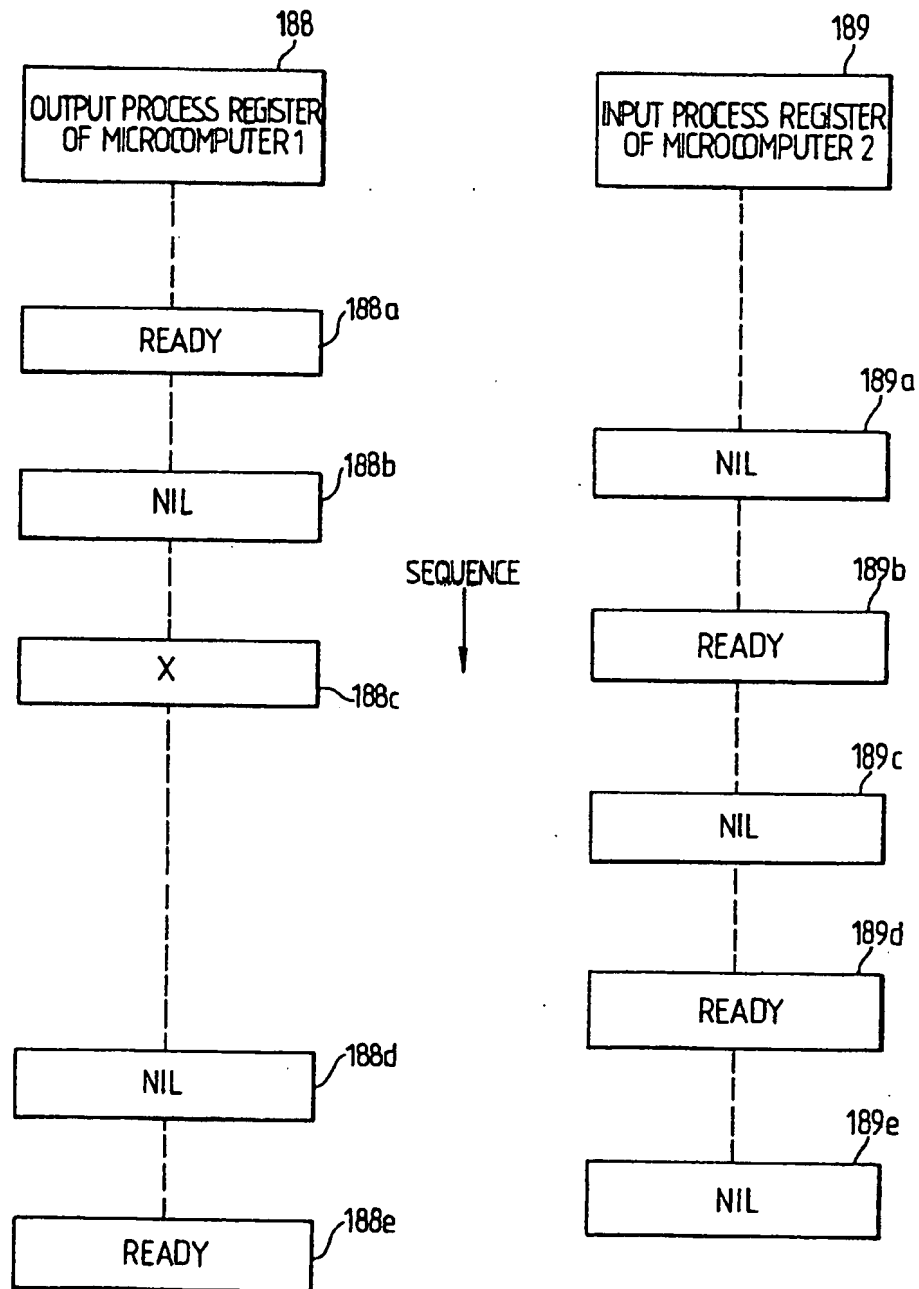 188
OUTPUT PROCESS REGISTER
OF MICROCOMPUTER 1
188a
READY
188b
NIL
X
188c
188d
NIL
188e
READY
SEQUENCE
189
INPUT PROCESS REGISTER
OF MICROCOMPUTER 2
189a
NIL
189b
READY
189c
NIL
189d
READY
189e
NIL